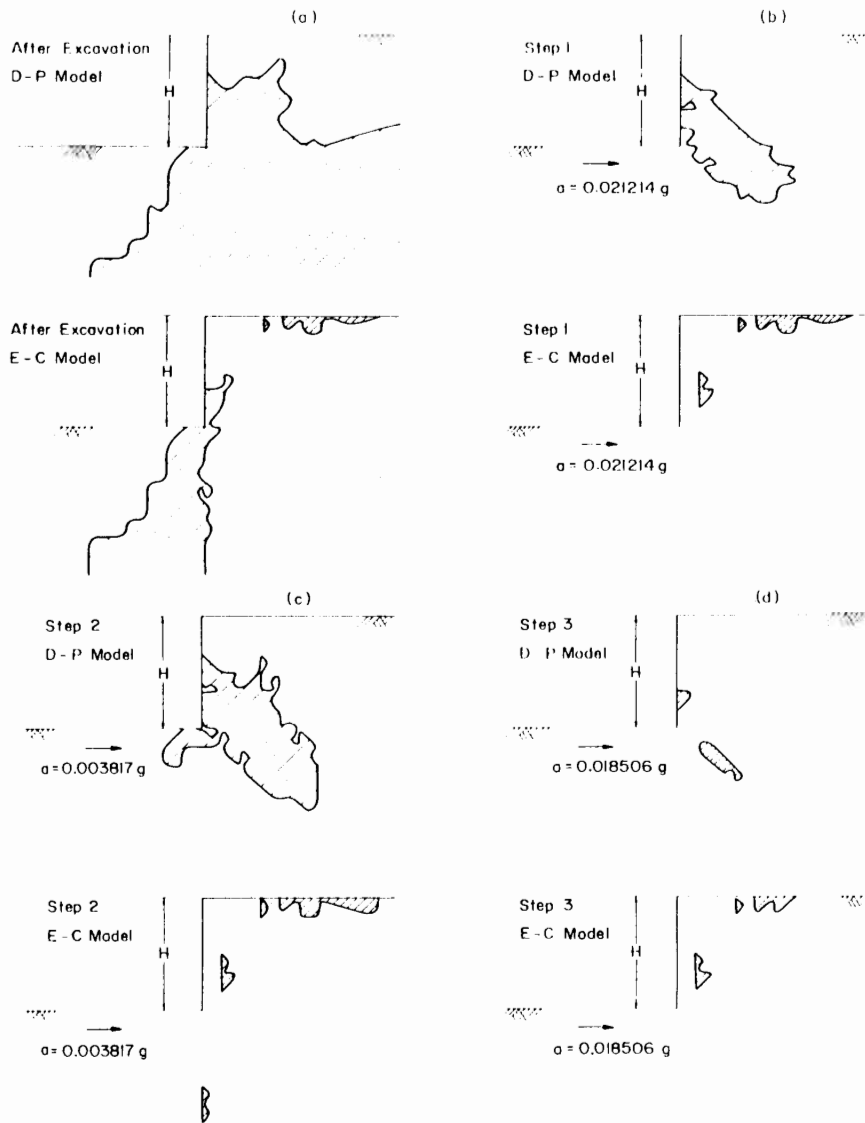 (a)
After Excavation
D-P Model
H
(b)
Step 1
D-P Model
H
a = 0.021214 g
After Excavation
E-C Model
H
Step 1
E-C Model
H
a = 0.021214 g
(c)
Step 2
D-P Model
H
a = 0.003817 g
(d)
Step 3
D-P Model
H
a = 0.018506 g
Step 2
E-C Model
H
a = 0.003817 g
Step 3
E-C Model
H
a = 0.018506 g